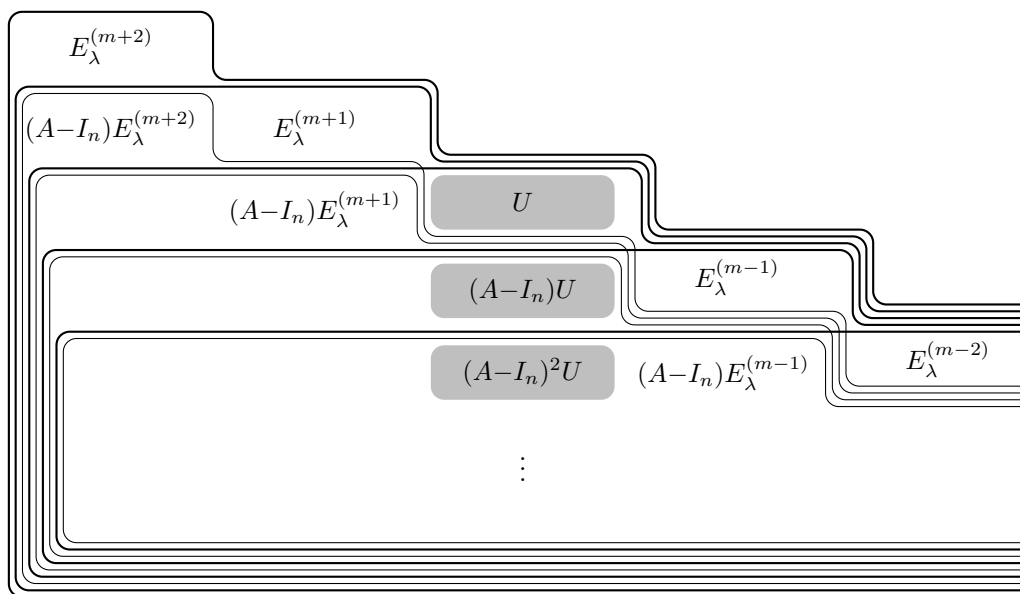 E_λ^{(m+2)}
(A−I_n)E_λ^{(m+2)} E_λ^{(m+1)}
(A−I_n)E_λ^{(m+1)} U
(A−I_n)U E_λ^{(m−1)}
(A−I_n)^2U (A−I_n)E_λ^{(m−1)} E_λ^{(m−2)}
⋮